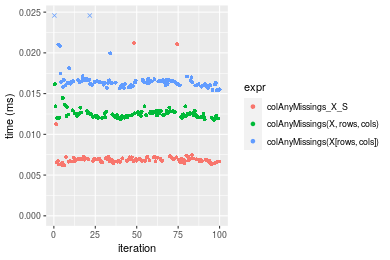 0.025
0.020
0.015
0.010
0.005
0.000
time (ms)
0
25
50
75
100
iteration
expr
colAnyMissings_X_S
colAnyMissings(X, rows, cols)
colAnyMissings(X[rows, cols])